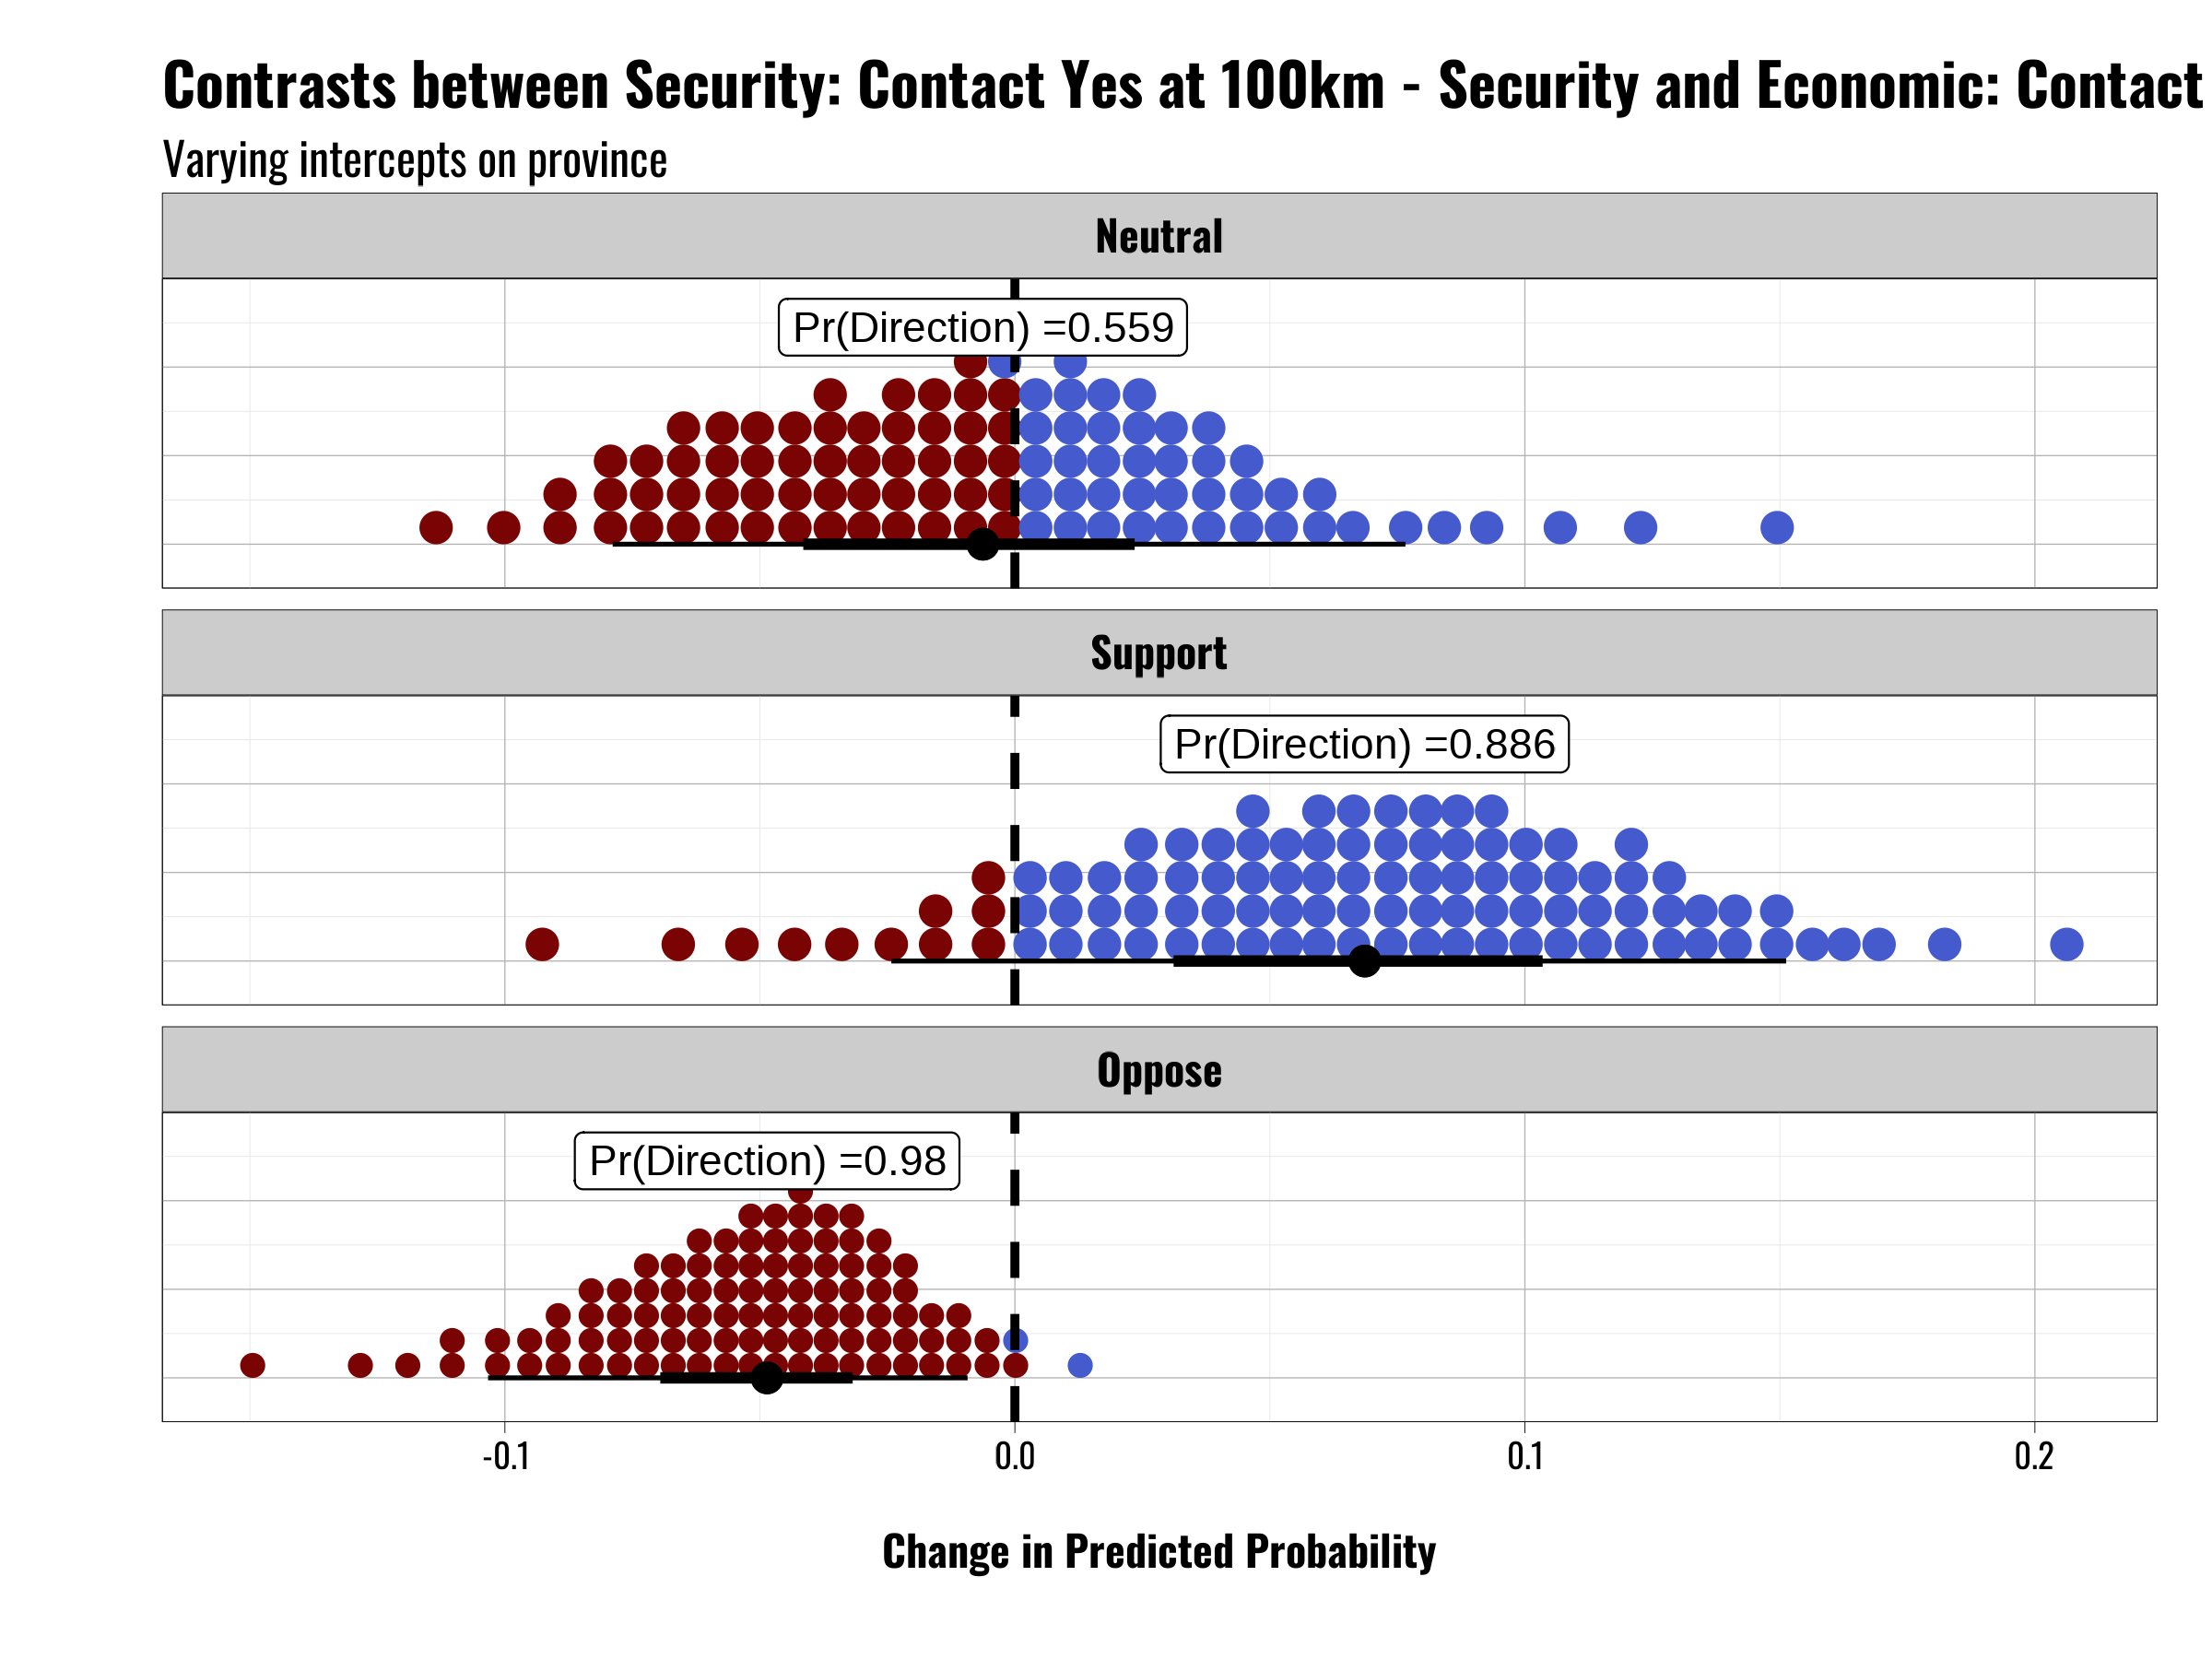 Contrasts between Security: Contact Yes at 100km - Security and Economic: Contact
Varying intercepts on province
Neutral
Pr(Direction) =0.559
Support
Pr(Direction) =0.886
Oppose
Pr(Direction) =0.98
-0.1 0.0 0.1 0.2
Change in Predicted Probability